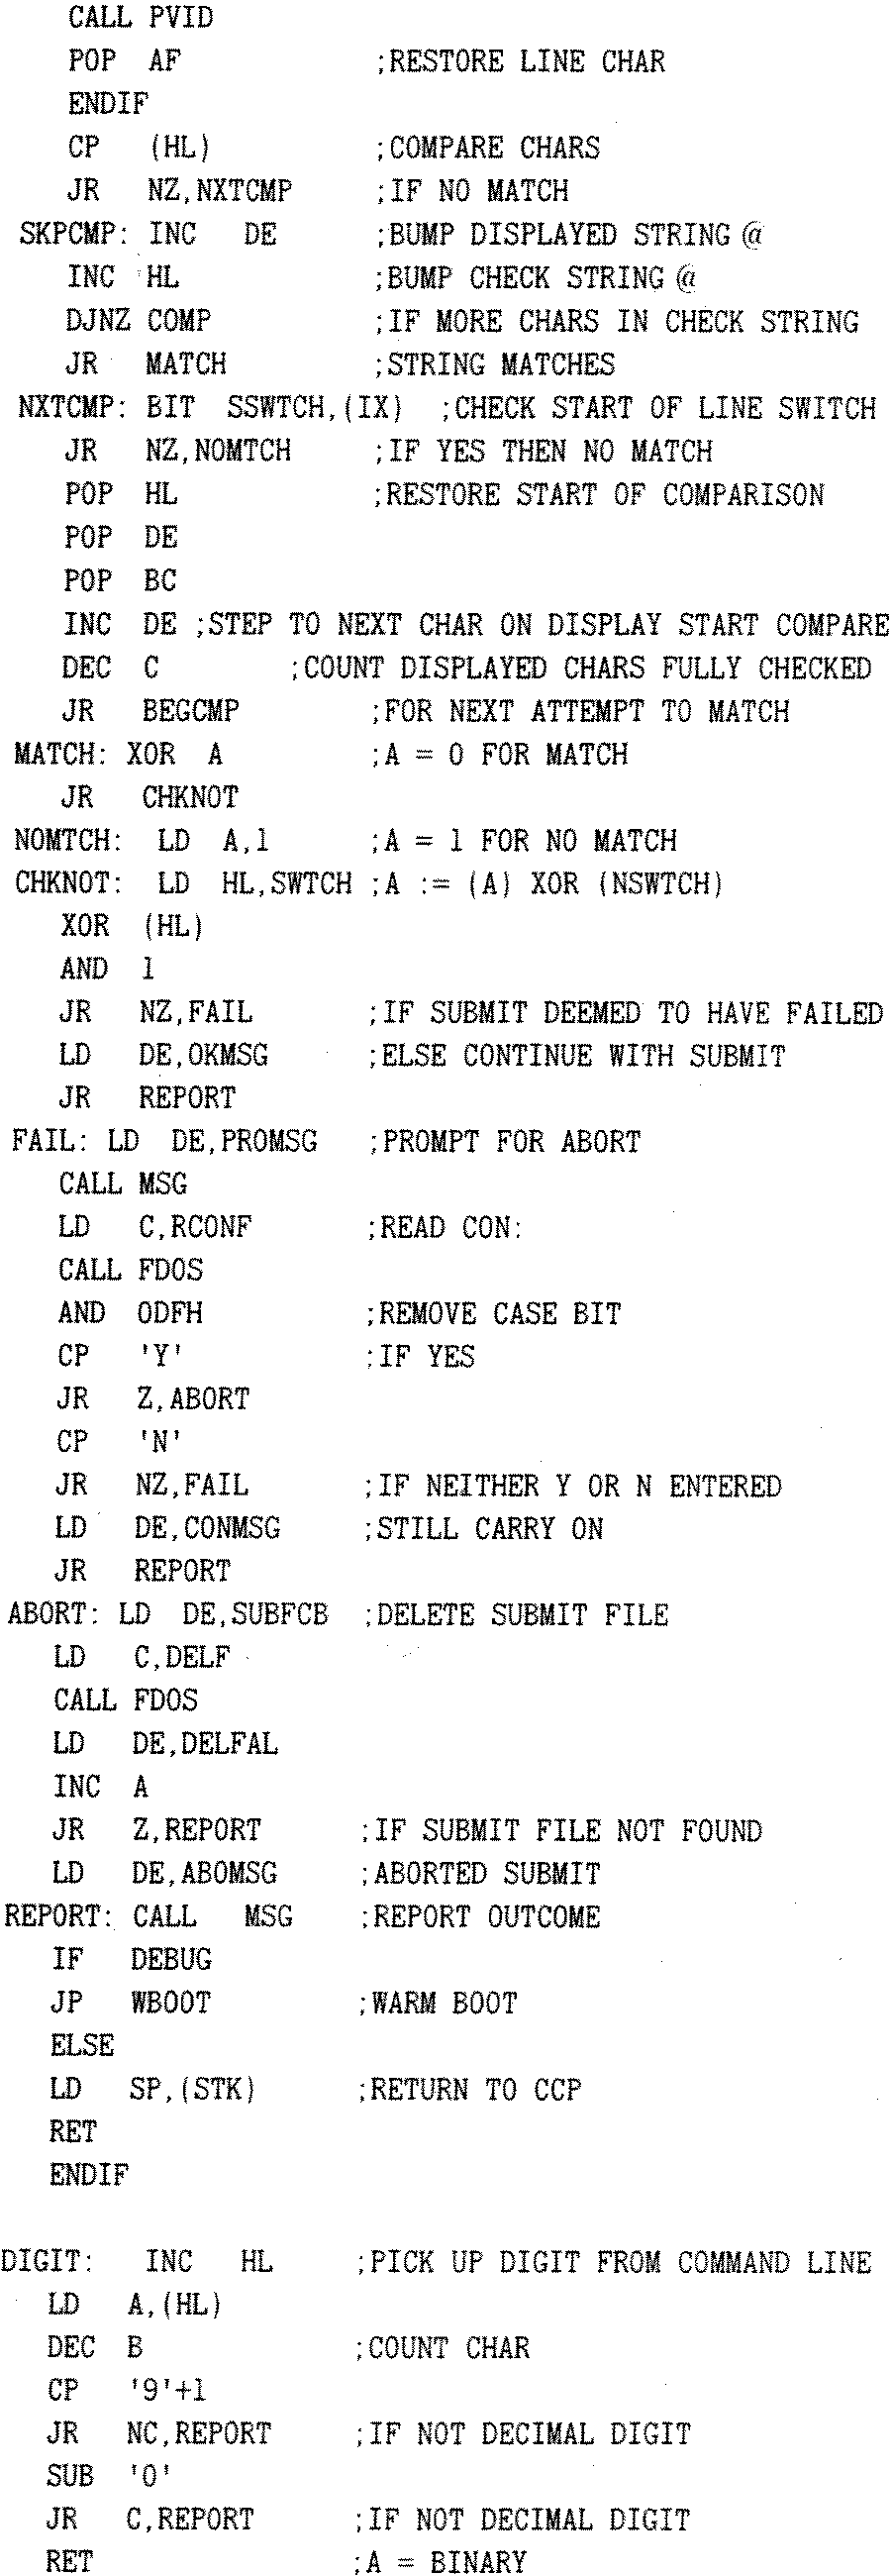 CALL PVID
POP AF ;RESTORE LINE CHAR
ENDIF
CP (HL) ;COMPARE CHARS
JR NZ,NXTCMP ;IF NO MATCH
SKPCMP: INC DE ;BUMP DISPLAYED STRING @
INC HL ;BUMP CHECK STRING @
DJNZ COMP ;IF MORE CHARS IN CHECK STRING
JR MATCH ;STRING MATCHES
NXTCMP: BIT SSWTCH,(IX) ;CHECK START OF LINE SWITCH
JR NZ,NOMTCH ;IF YES THEN NO MATCH
POP HL ;RESTORE START OF COMPARISON
POP DE
POP BC
INC DE ;STEP TO NEXT CHAR ON DISPLAY START COMPARE
DEC C ;COUNT DISPLAYED CHARS FULLY CHECKED
JR BEGCMP ;FOR NEXT ATTEMPT TO MATCH
MATCH: XOR A ;A = 0 FOR MATCH
JR CHKNOT
NOMTCH: LD A,1 ;A = 1 FOR NO MATCH
CHKNOT: LD HL,SWTCH ;A := (A) XOR (NSWTCH)
XOR (HL)
AND 1
JR NZ,FAIL ;IF SUBMIT DEEMED TO HAVE FAILED
LD DE,OKMSG ;ELSE CONTINUE WITH SUBMIT
JR REPORT
FAIL: LD DE,PROMSG ;PROMPT FOR ABORT
CALL MSG
LD C,RCONF ;READ CON:
CALL FDOS
AND ODFH ;REMOVE CASE BIT
CP 'Y' ;IF YES
JR Z,ABORT
CP 'N'
JR NZ,FAIL ;IF NEITHER Y OR N ENTERED
LD DE,CONMSG ;STILL CARRY ON
JR REPORT
ABORT: LD DE,SUBFCB ;DELETE SUBMIT FILE
LD C,DELF
CALL FDOS
LD DE,DELFAL
INC A
JR Z,REPORT ;IF SUBMIT FILE NOT FOUND
LD DE,ABOMSG ;ABORTED SUBMIT
REPORT: CALL MSG ;REPORT OUTCOME
IF DEBUG
JP WBOOT ;WARM BOOT
ELSE
LD SP,(STK) ;RETURN TO CCP
RET
ENDIF
DIGIT: INC HL ;PICK UP DIGIT FROM COMMAND LINE
LD A,(HL)
DEC B ;COUNT CHAR
CP '9'+1
JR NC,REPORT ;IF NOT DECIMAL DIGIT
SUB '0'
JR C,REPORT ;IF NOT DECIMAL DIGIT
RET ;A = BINARY